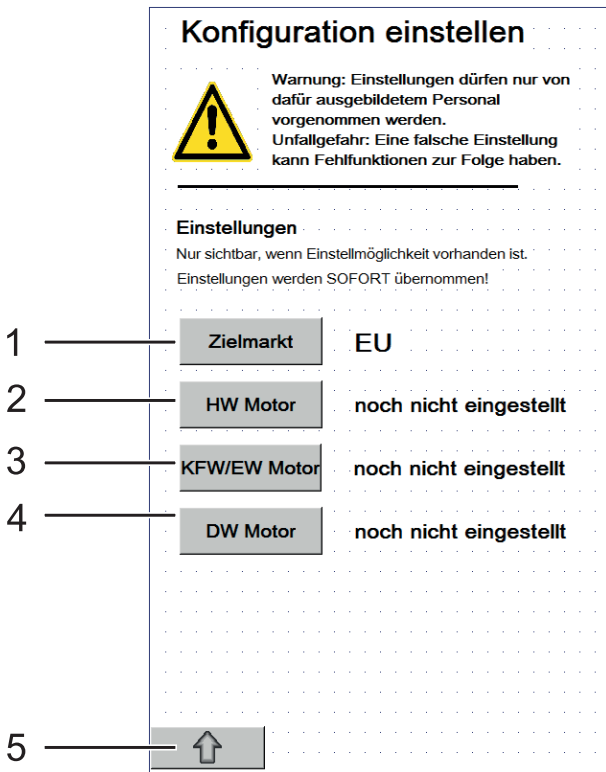 Konfiguration einstellen
Warnung: Einstellungen dürfen nur von
dafür ausgebildetem Personal
vorgenommen werden.
Unfallgefahr: Eine falsche Einstellung
kann Fehlfunktionen zur Folge haben.
Einstellungen
Nur sichtbar, wenn Einstellmöglichkeit vorhanden ist.
Einstellungen werden SOFORT übernommen!
1 Zielmarkt EU
2 HW Motor noch nicht eingestellt
3 KFW/EW Motor noch nicht eingestellt
4 DW Motor noch nicht eingestellt
5